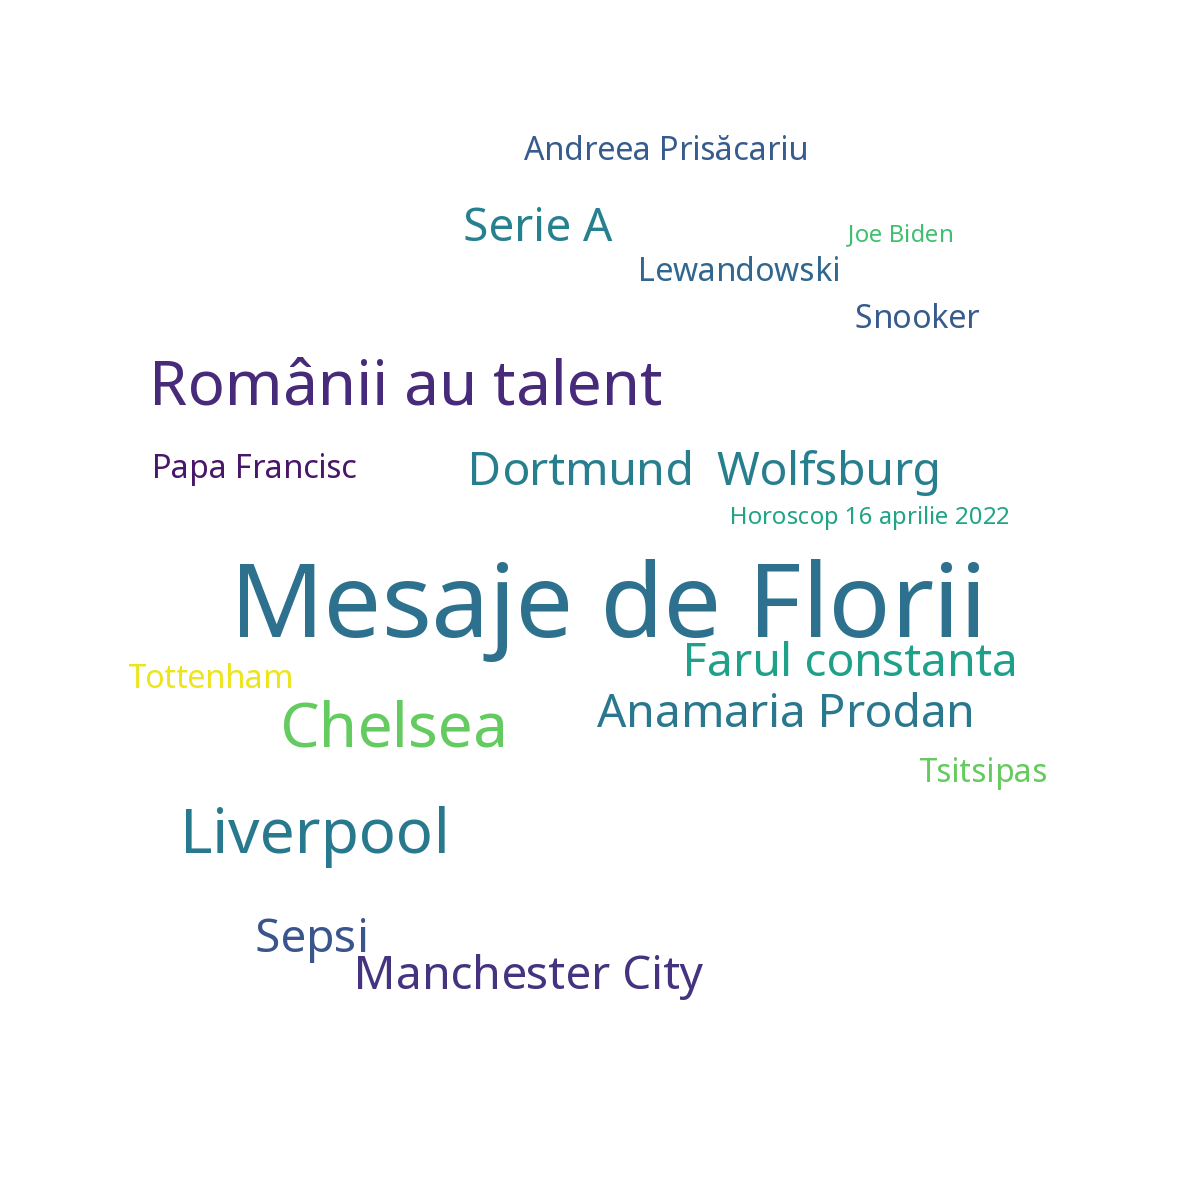 Andreea Prisăcariu
Serie A
Joe Biden
Lewandowski
Snooker
Românii au talent
Papa Francisc
Dortmund Wolfsburg
Horoscop 16 aprilie 2022
Mesaje de Florii
Farul constanta
Tottenham
Anamaria Prodan
Chelsea
Tsitsipas
Liverpool
Sepsi
Manchester City